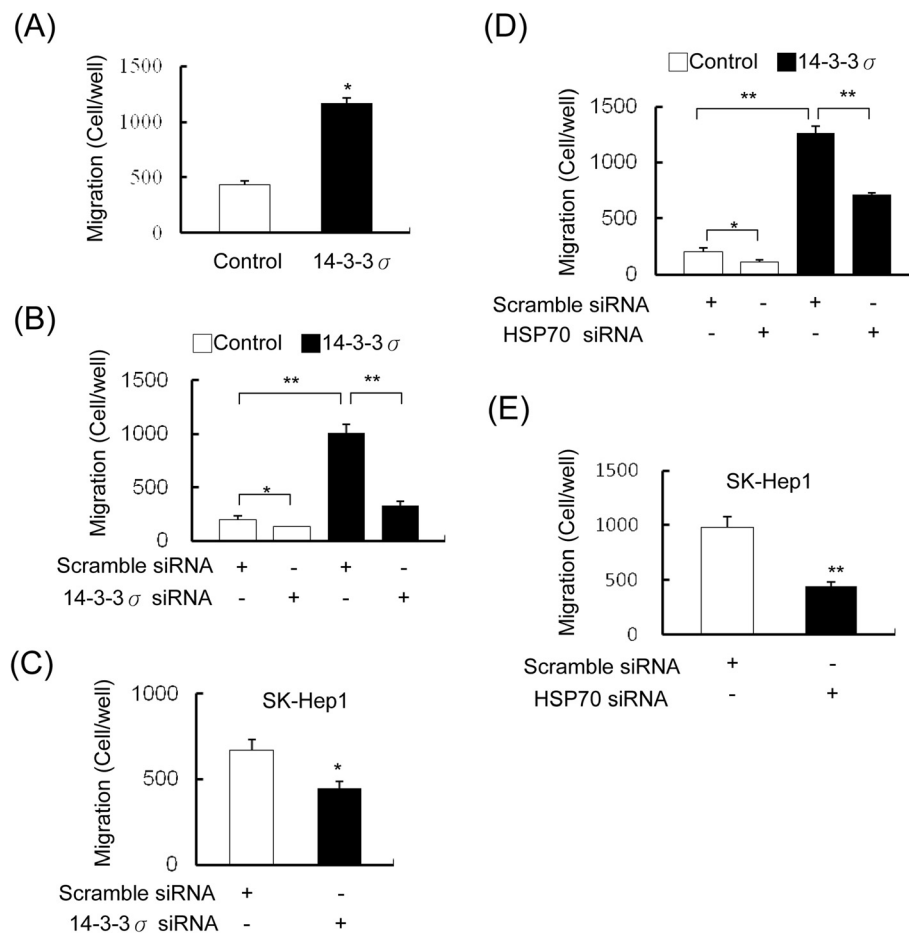 (A)
Migration (Cell/well)
1500
1000
500
0
*
Control 14-3-3σ
(B)
Control 14-3-3σ
Migration (Cell/well)
1500
1000
500
0
* ** **
Scramble siRNA + - + -
14-3-3σ siRNA - + - +
(C)
SK-Hep1
Migration (Cell/well)
1000
500
0
*
Scramble siRNA + -
14-3-3σ siRNA - +
(D)
Control 14-3-3σ
Migration (Cell/well)
1500
1000
500
0
* ** **
Scramble siRNA + - + -
HSP70 siRNA - + - +
(E)
SK-Hep1
Migration (Cell/well)
1500
1000
500
0
**
Scramble siRNA + -
HSP70 siRNA - +